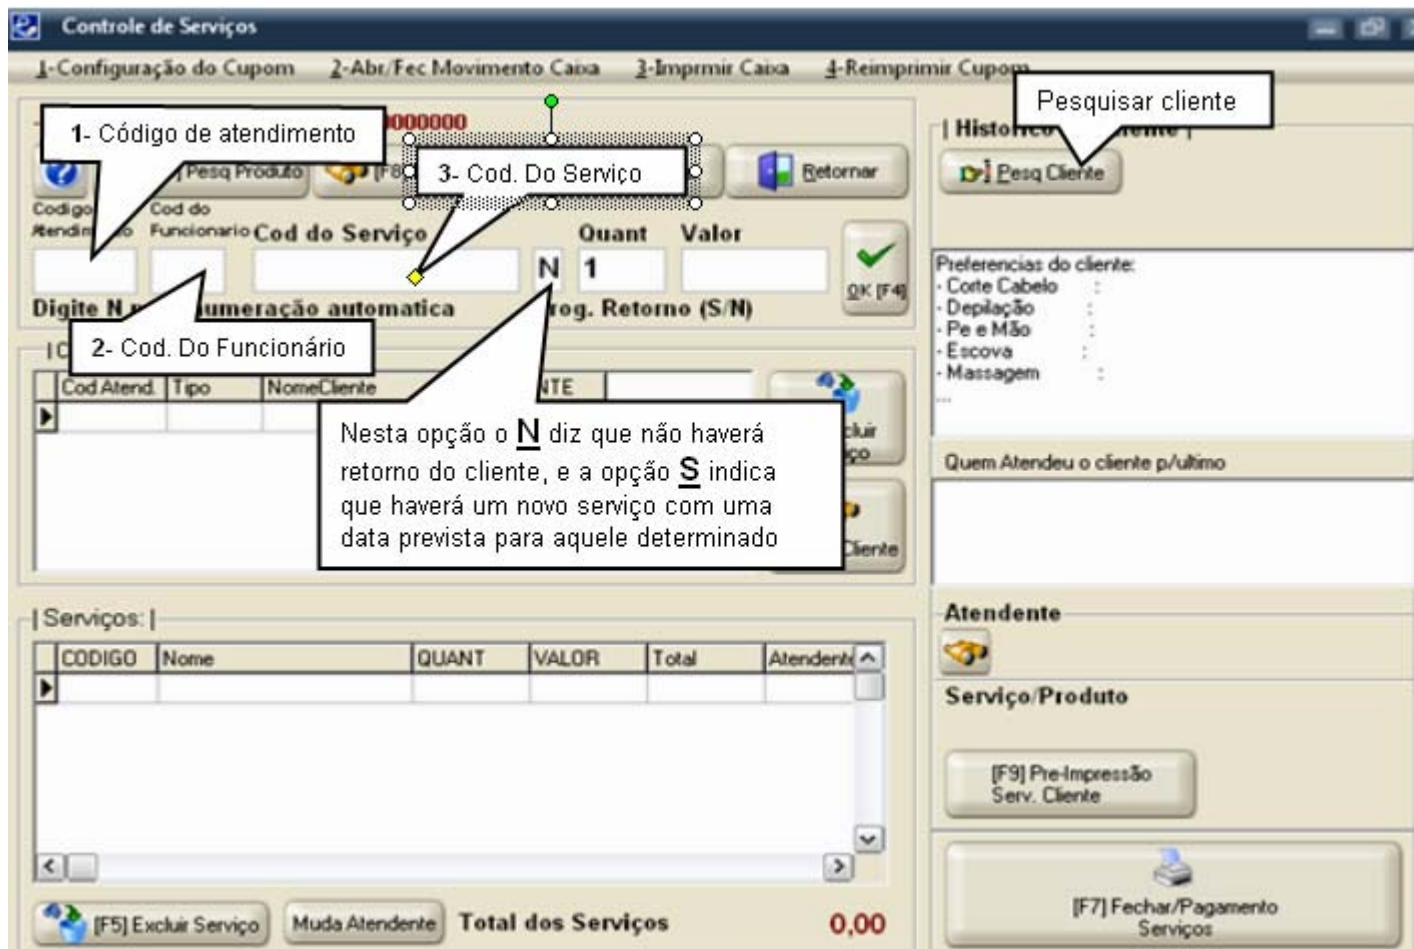 Controle de Serviços
1-Configuração do Cupom 2-Abr/Fec Movimento Caixa 3-Imprmir Caixa 4-Reimprimir Cupom
Pesquisar cliente
1- Código de atendimento
0000000
| Historico
|
Pesq Produto
[F8
3- Cod. Do Serviço
Retornar
Pesq Cliente
Codigo
Cod do
Funcionario
Cod do Serviço
Quant
Valor
N
1
OK [F4]
Digite N
numeração automatica
rog. Retorno (S/N)
Preferencias do cliente:
- Corte Cabelo :
- Depilação :
- Pe e Mão :
- Escova :
- Massagem :
...
2- Cod. Do Funcionário
Cod.Atend. Tipo NomeCliente
NTE
Nesta opção o N diz que não haverá
retorno do cliente, e a opção S indica
que haverá um novo serviço com uma
data prevista para aquele determinado
cluir
Cliente
Quem Atendeu o cliente p/ultimo
| Serviços: |
CODIGO Nome QUANT VALOR Total Atendente
Atendente
Serviço/Produto
[F9] Pre-Impressão
Serv. Cliente
[F7] Fechar/Pagamento
Serviços
[F5] Excluir Serviço
Muda Atendente
Total dos Serviços
0,00